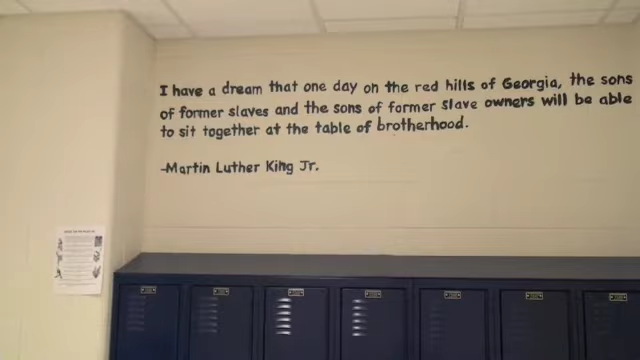 I have a dream that one day on the red hills of Georgia, the sons
of former slaves and the sons of former slave owners will be able
to sit together at the table of brotherhood.
-Martin Luther King Jr.